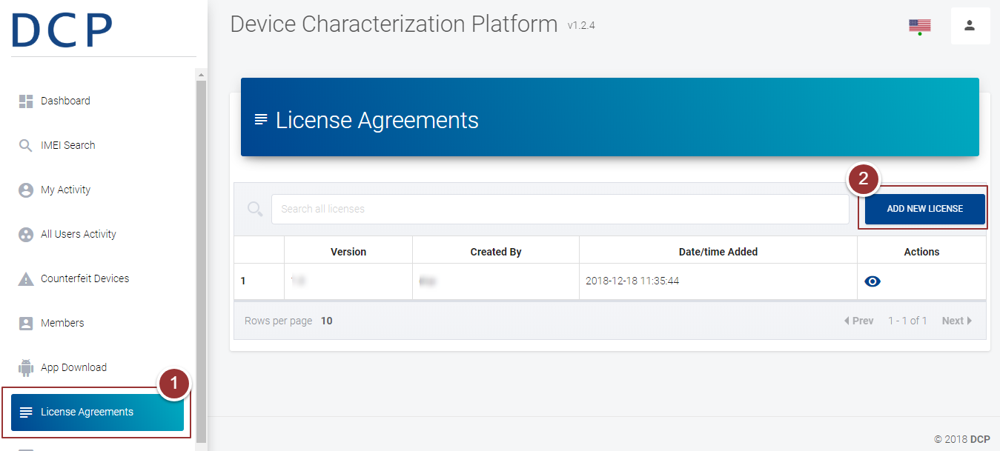 DCP
Device Characterization Platform v1.2.4
Dashboard
IMEI Search
My Activity
All Users Activity
Counterfeit Devices
Members
App Download
1
License Agreements
License Agreements
2
Search all licenses
ADD NEW LICENSE
Version Created By Date/time Added Actions
1 2018-12-18 11:35:44
Rows per page 10 Prev 1 - 1 of 1 Next
© 2018 DCP